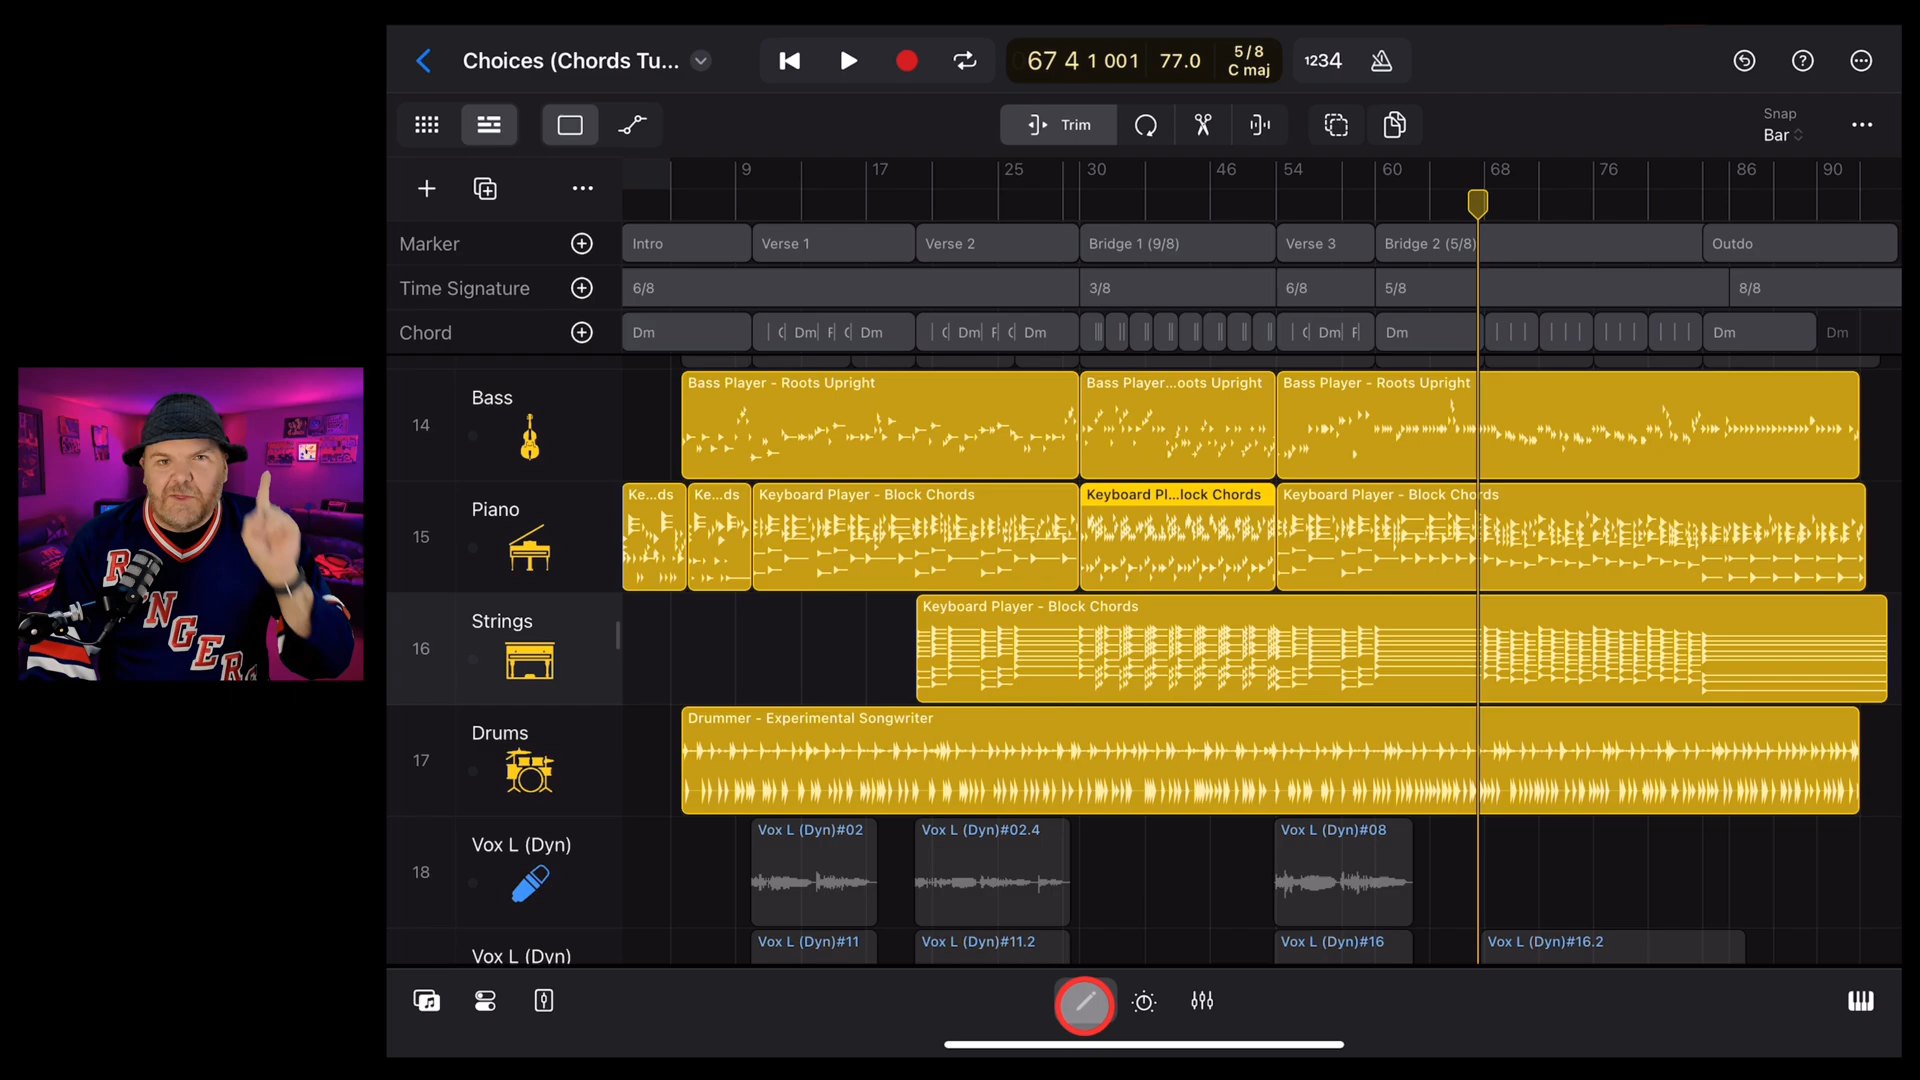 Choices (Chords Tu...
67 4 1 001
77.0
5/8
C maj
1234
Trim
Snap
Bar
9
17
25
30
46
54
60
68
76
86
90
Marker
Intro
Verse 1
Verse 2
Bridge 1 (9/8)
Verse 3
Bridge 2 (5/8)
Outdo
Time Signature
6/8
3/8
6/8
5/8
8/8
Chord
Dm
C Dm F C Dm
C Dm F C Dm
C Dm F
Dm
Dm
Dm
14
Bass
Bass Player - Roots Upright
Bass Player...oots Upright
Bass Player - Roots Upright
15
Piano
Ke...ds
Ke...ds
Keyboard Player - Block Chords
Keyboard Pl...lock Chords
Keyboard Player - Block Chords
16
Strings
Keyboard Player - Block Chords
17
Drums
Drummer - Experimental Songwriter
18
Vox L (Dyn)
Vox L (Dyn)#02
Vox L (Dyn)#02.4
Vox L (Dyn)#08
Vox L (Dyn)
Vox L (Dyn)#11
Vox L (Dyn)#11.2
Vox L (Dyn)#16
Vox L (Dyn)#16.2
R
NGER